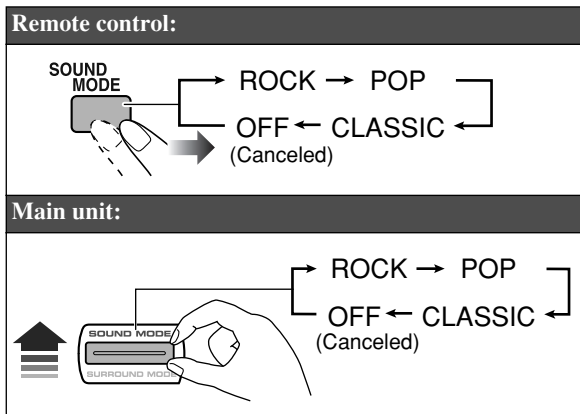 Remote control:
SOUND
MODE
ROCK → POP
OFF ← CLASSIC
(Canceled)
Main unit:
ROCK → POP
OFF ← CLASSIC
(Canceled)
SOUND MODE
SURROUND MODE